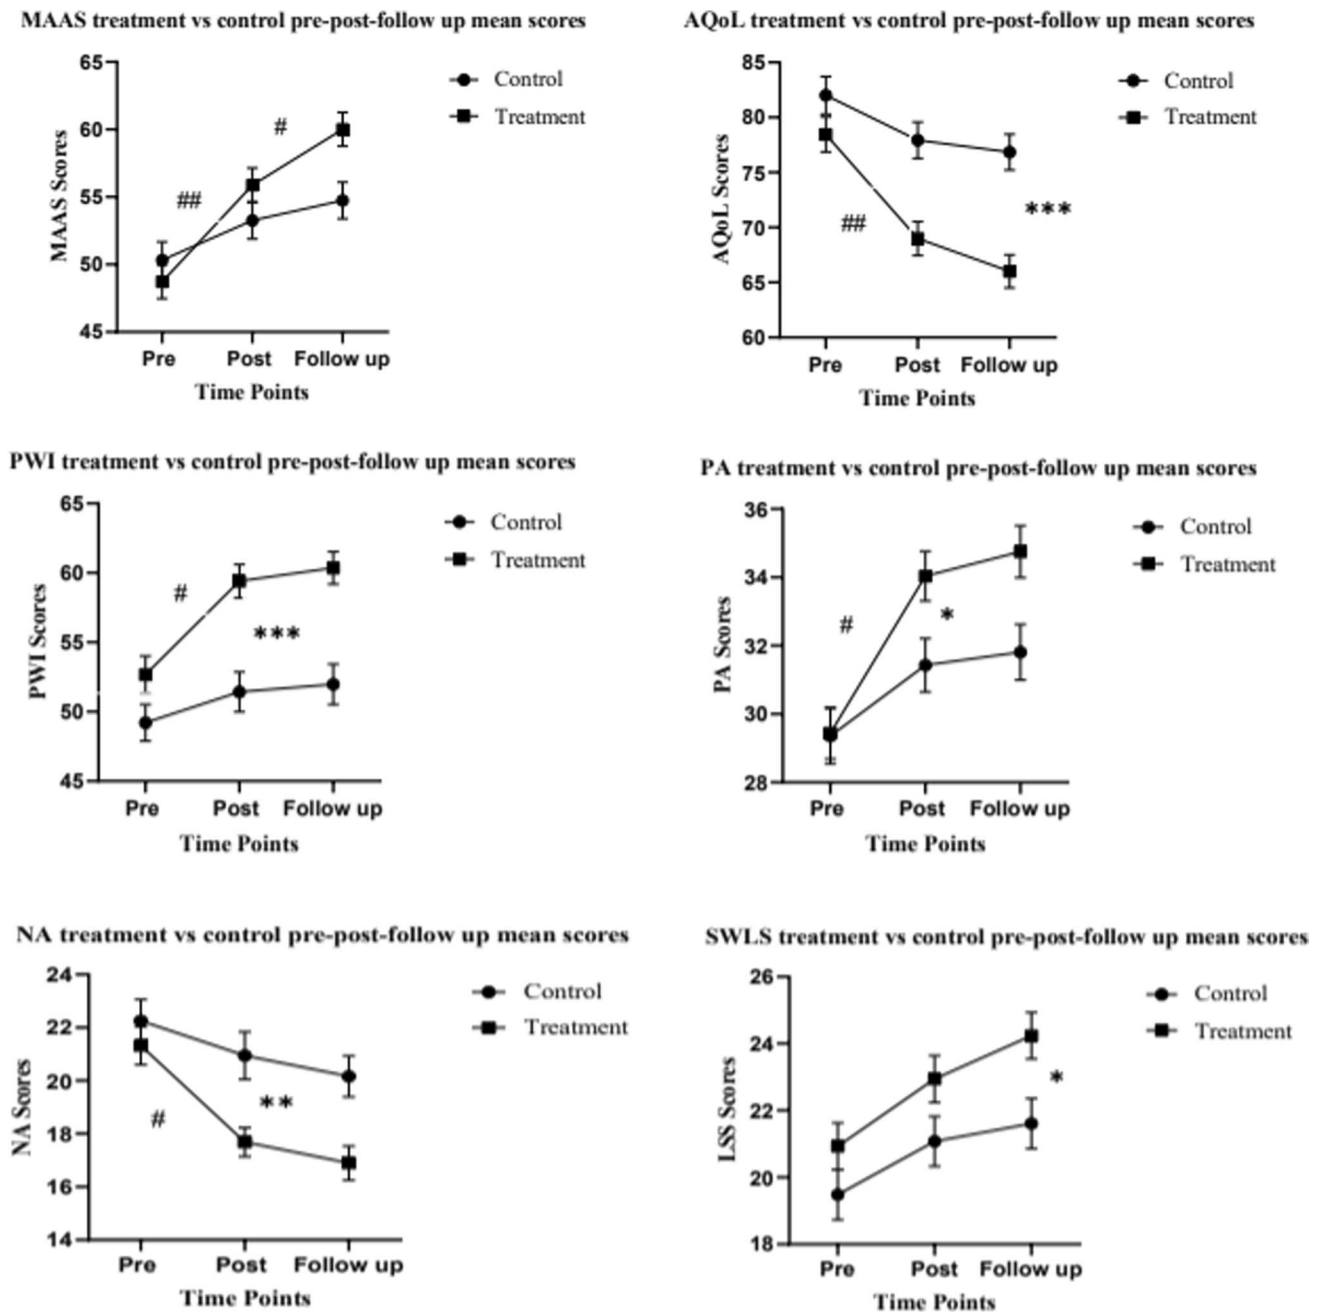 MAAS treatment vs control pre-post-follow up mean scores
65
60
55
50
45
MAAS Scores
Control
Treatment
#
##
Pre Post Follow up
Time Points
AQoL treatment vs control pre-post-follow up mean scores
85
80
75
70
65
60
AQoL Scores
Control
Treatment
***
##
Pre Post Follow up
Time Points
PWI treatment vs control pre-post-follow up mean scores
65
60
55
50
45
PWI Scores
Control
Treatment
#
***
Pre Post Follow up
Time Points
PA treatment vs control pre-post-follow up mean scores
36
34
32
30
28
PA Scores
Control
Treatment
*
#
Pre Post Follow up
Time Points
NA treatment vs control pre-post-follow up mean scores
24
22
20
18
16
14
NA Scores
Control
Treatment
**
#
Pre Post Follow up
Time Points
SWLS treatment vs control pre-post-follow up mean scores
26
24
22
20
18
LSS Scores
Control
Treatment
*
Pre Post Follow up
Time Points